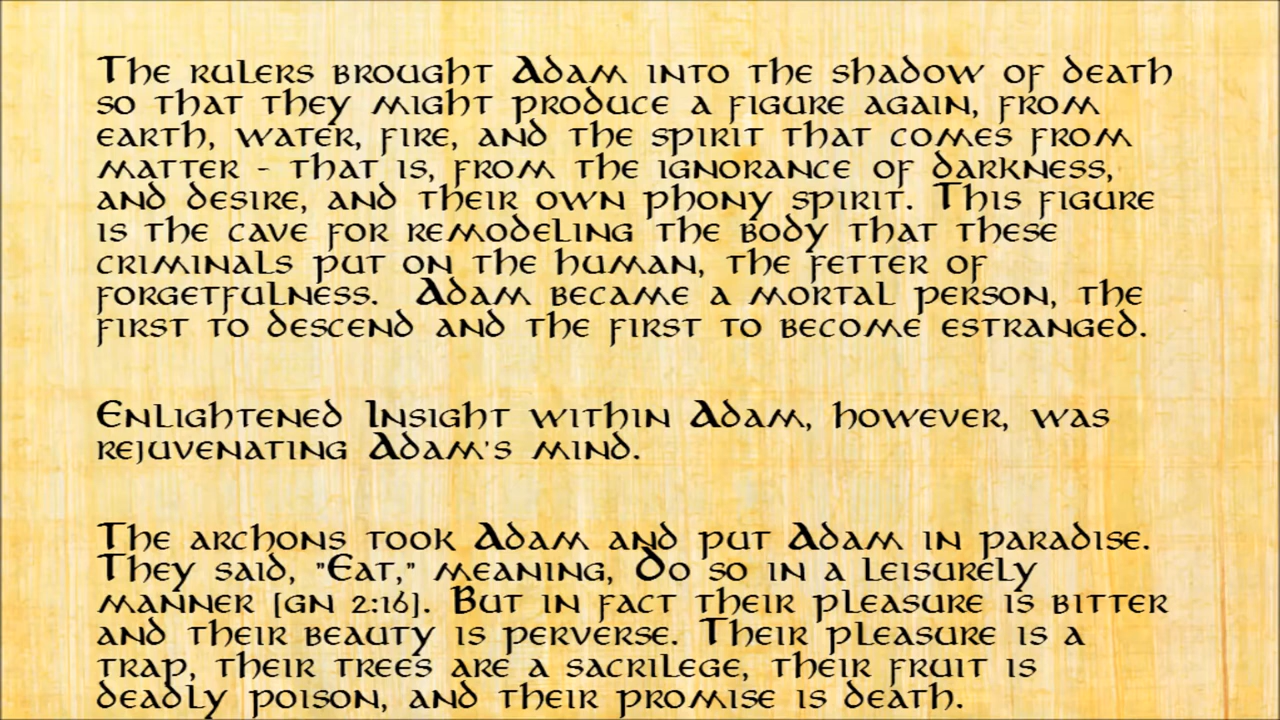 The rulers brought Adam into the shadow of death
so that they might produce a figure again, from
earth, water, fire, and the spirit that comes from
matter - that is, from the ignorance of darkness,
and desire, and their own phony spirit. This figure
is the cave for remodeling the body that these
criminals put on the human, the fetter of
forgetfulness.  Adam became a mortal person, the
first to descend and the first to become estranged.
Enlightened Insight within Adam, however, was
rejuvenating Adam's mind.
The archons took Adam and put Adam in paradise.
They said, "Eat," meaning, Do so in a leisurely
manner [gn 2:16]. But in fact their pleasure is bitter
and their beauty is perverse. Their pleasure is a
trap, their trees are a sacrilege, their fruit is
deadly poison, and their promise is death.